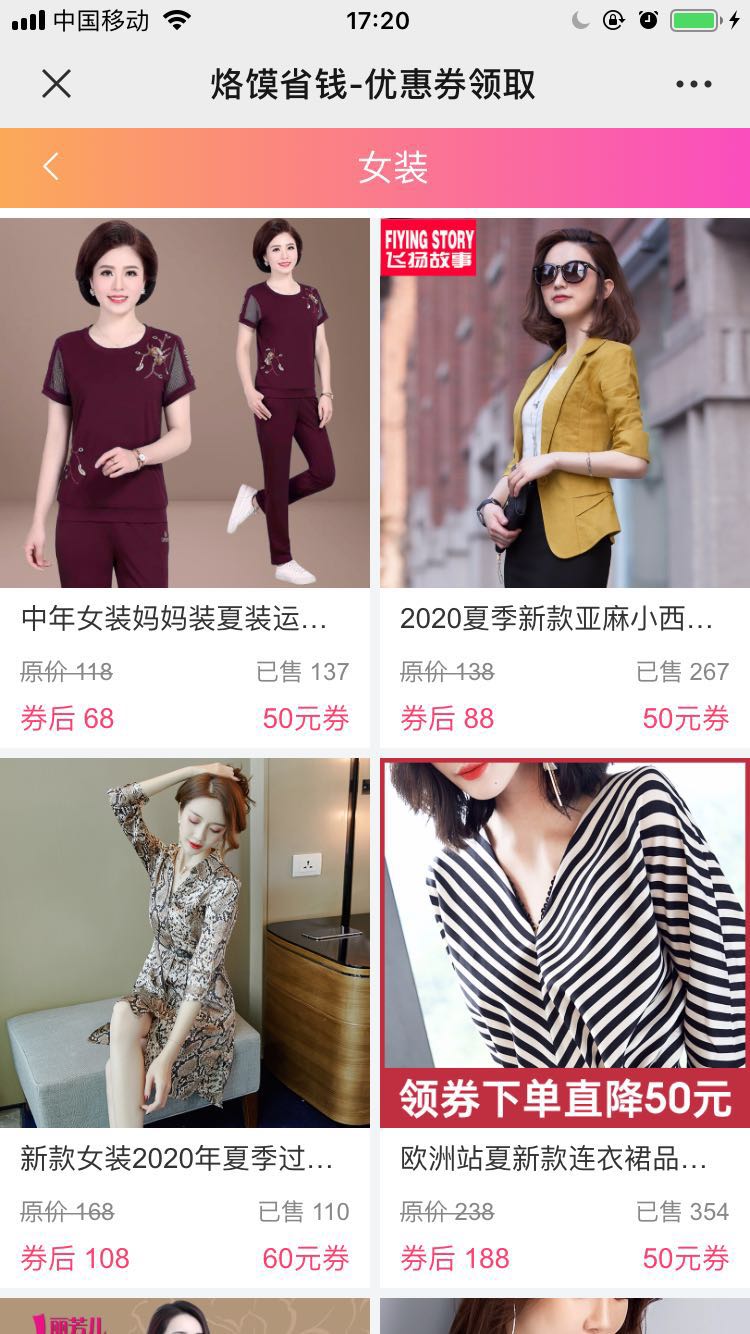 中国移动
17:20
烙馍省钱-优惠券领取
女装
FIYING STORY
飞扬故事
中年女装妈妈装夏装运...
原价 118
已售 137
券后 68
50元券
2020夏季新款亚麻小西...
原价 138
已售 267
券后 88
50元券
领券下单直降50元
新款女装2020年夏季过...
原价 168
已售 110
券后 108
60元券
欧洲站夏新款连衣裙品...
原价 238
已售 354
券后 188
50元券
丽芳儿